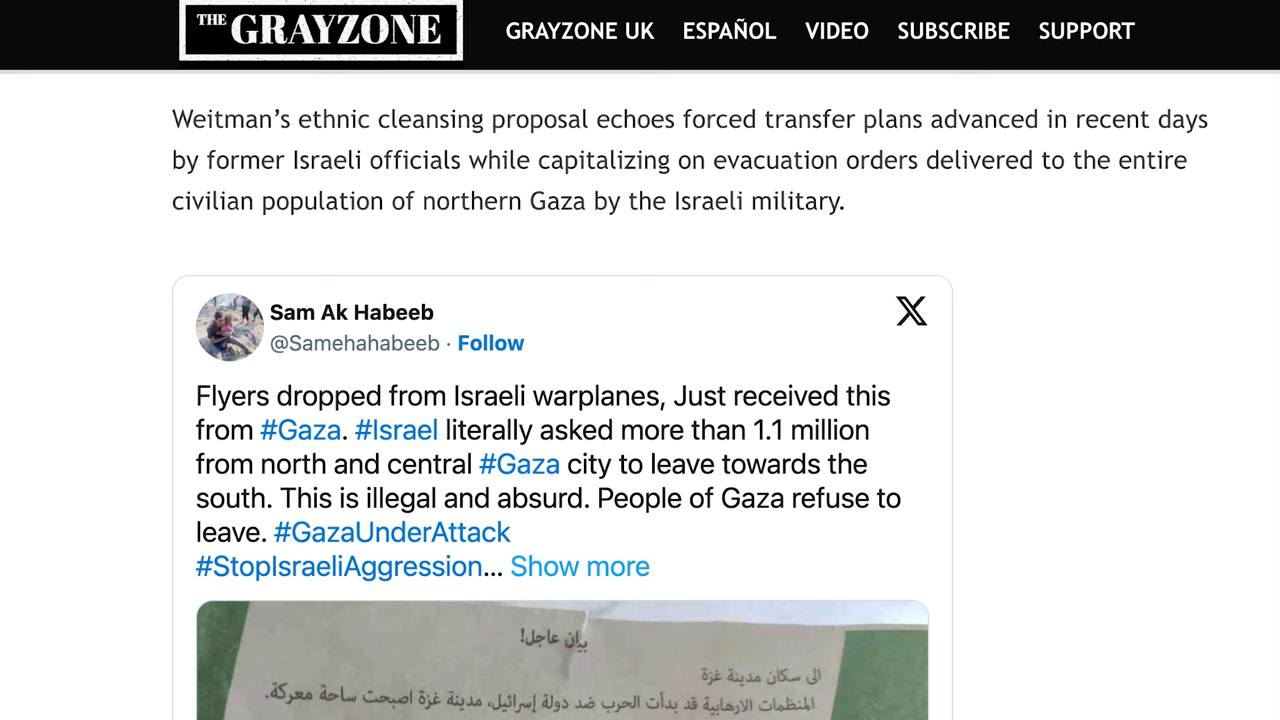 THE GRAYZONE GRAYZONE UK ESPAÑOL VIDEO SUBSCRIBE SUPPORT
Weitman’s ethnic cleansing proposal echoes forced transfer plans advanced in recent days
by former Israeli officials while capitalizing on evacuation orders delivered to the entire
civilian population of northern Gaza by the Israeli military.
Sam Ak Habeeb
@Samehahabeeb · Follow
Flyers dropped from Israeli warplanes, Just received this
from #Gaza. #Israel literally asked more than 1.1 million
from north and central #Gaza city to leave towards the
south. This is illegal and absurd. People of Gaza refuse to
leave. #GazaUnderAttack
#StopIsraeliAggression... Show more
بيان عاجل!
الى سكان مدينة غزة
المنظمات الارهابية قد بدأت الحرب ضد دولة إسرائيل، مدينة غزة اصبحت ساحة معركة.